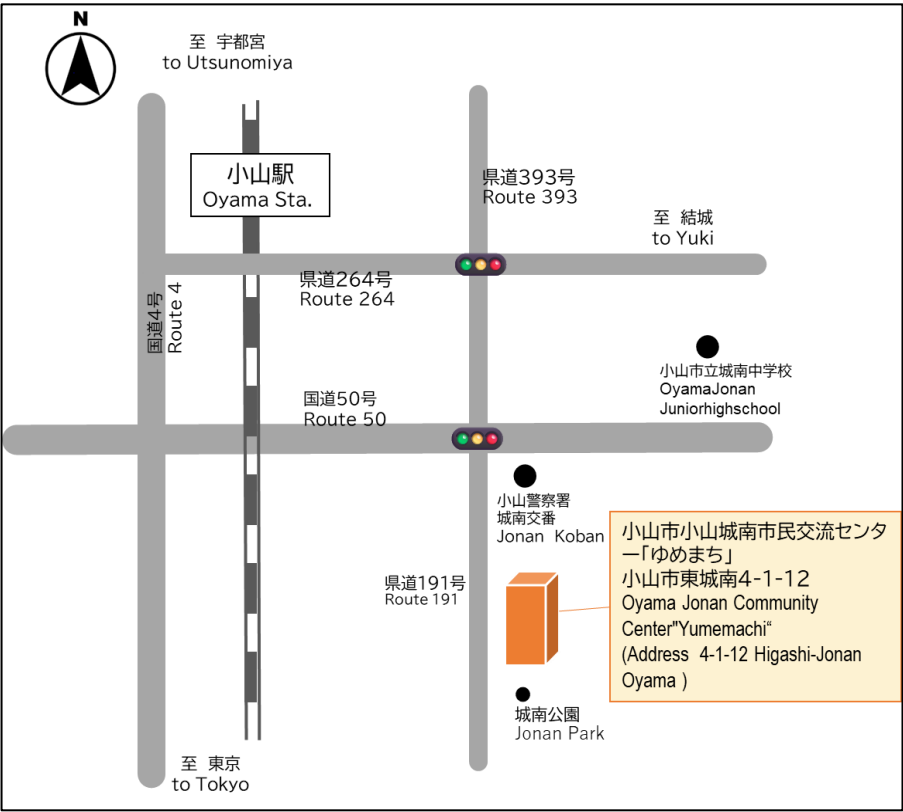 N
至 宇都宮
to Utsunomiya
小山駅
Oyama Sta.
県道393号
Route 393
至 結城
to Yuki
県道264号
Route 264
国道4号
Route 4
小山市立城南中学校
OyamaJonan
Juniorhighschool
国道50号
Route 50
小山警察署
城南交番
Jonan Koban
小山市小山城南市民交流センタ
ー「ゆめまち」
小山市東城南4-1-12
Oyama Jonan Community
Center"Yumemachi“
(Address 4-1-12 Higashi-Jonan
Oyama )
県道191号
Route 191
城南公園
Jonan Park
至 東京
to Tokyo